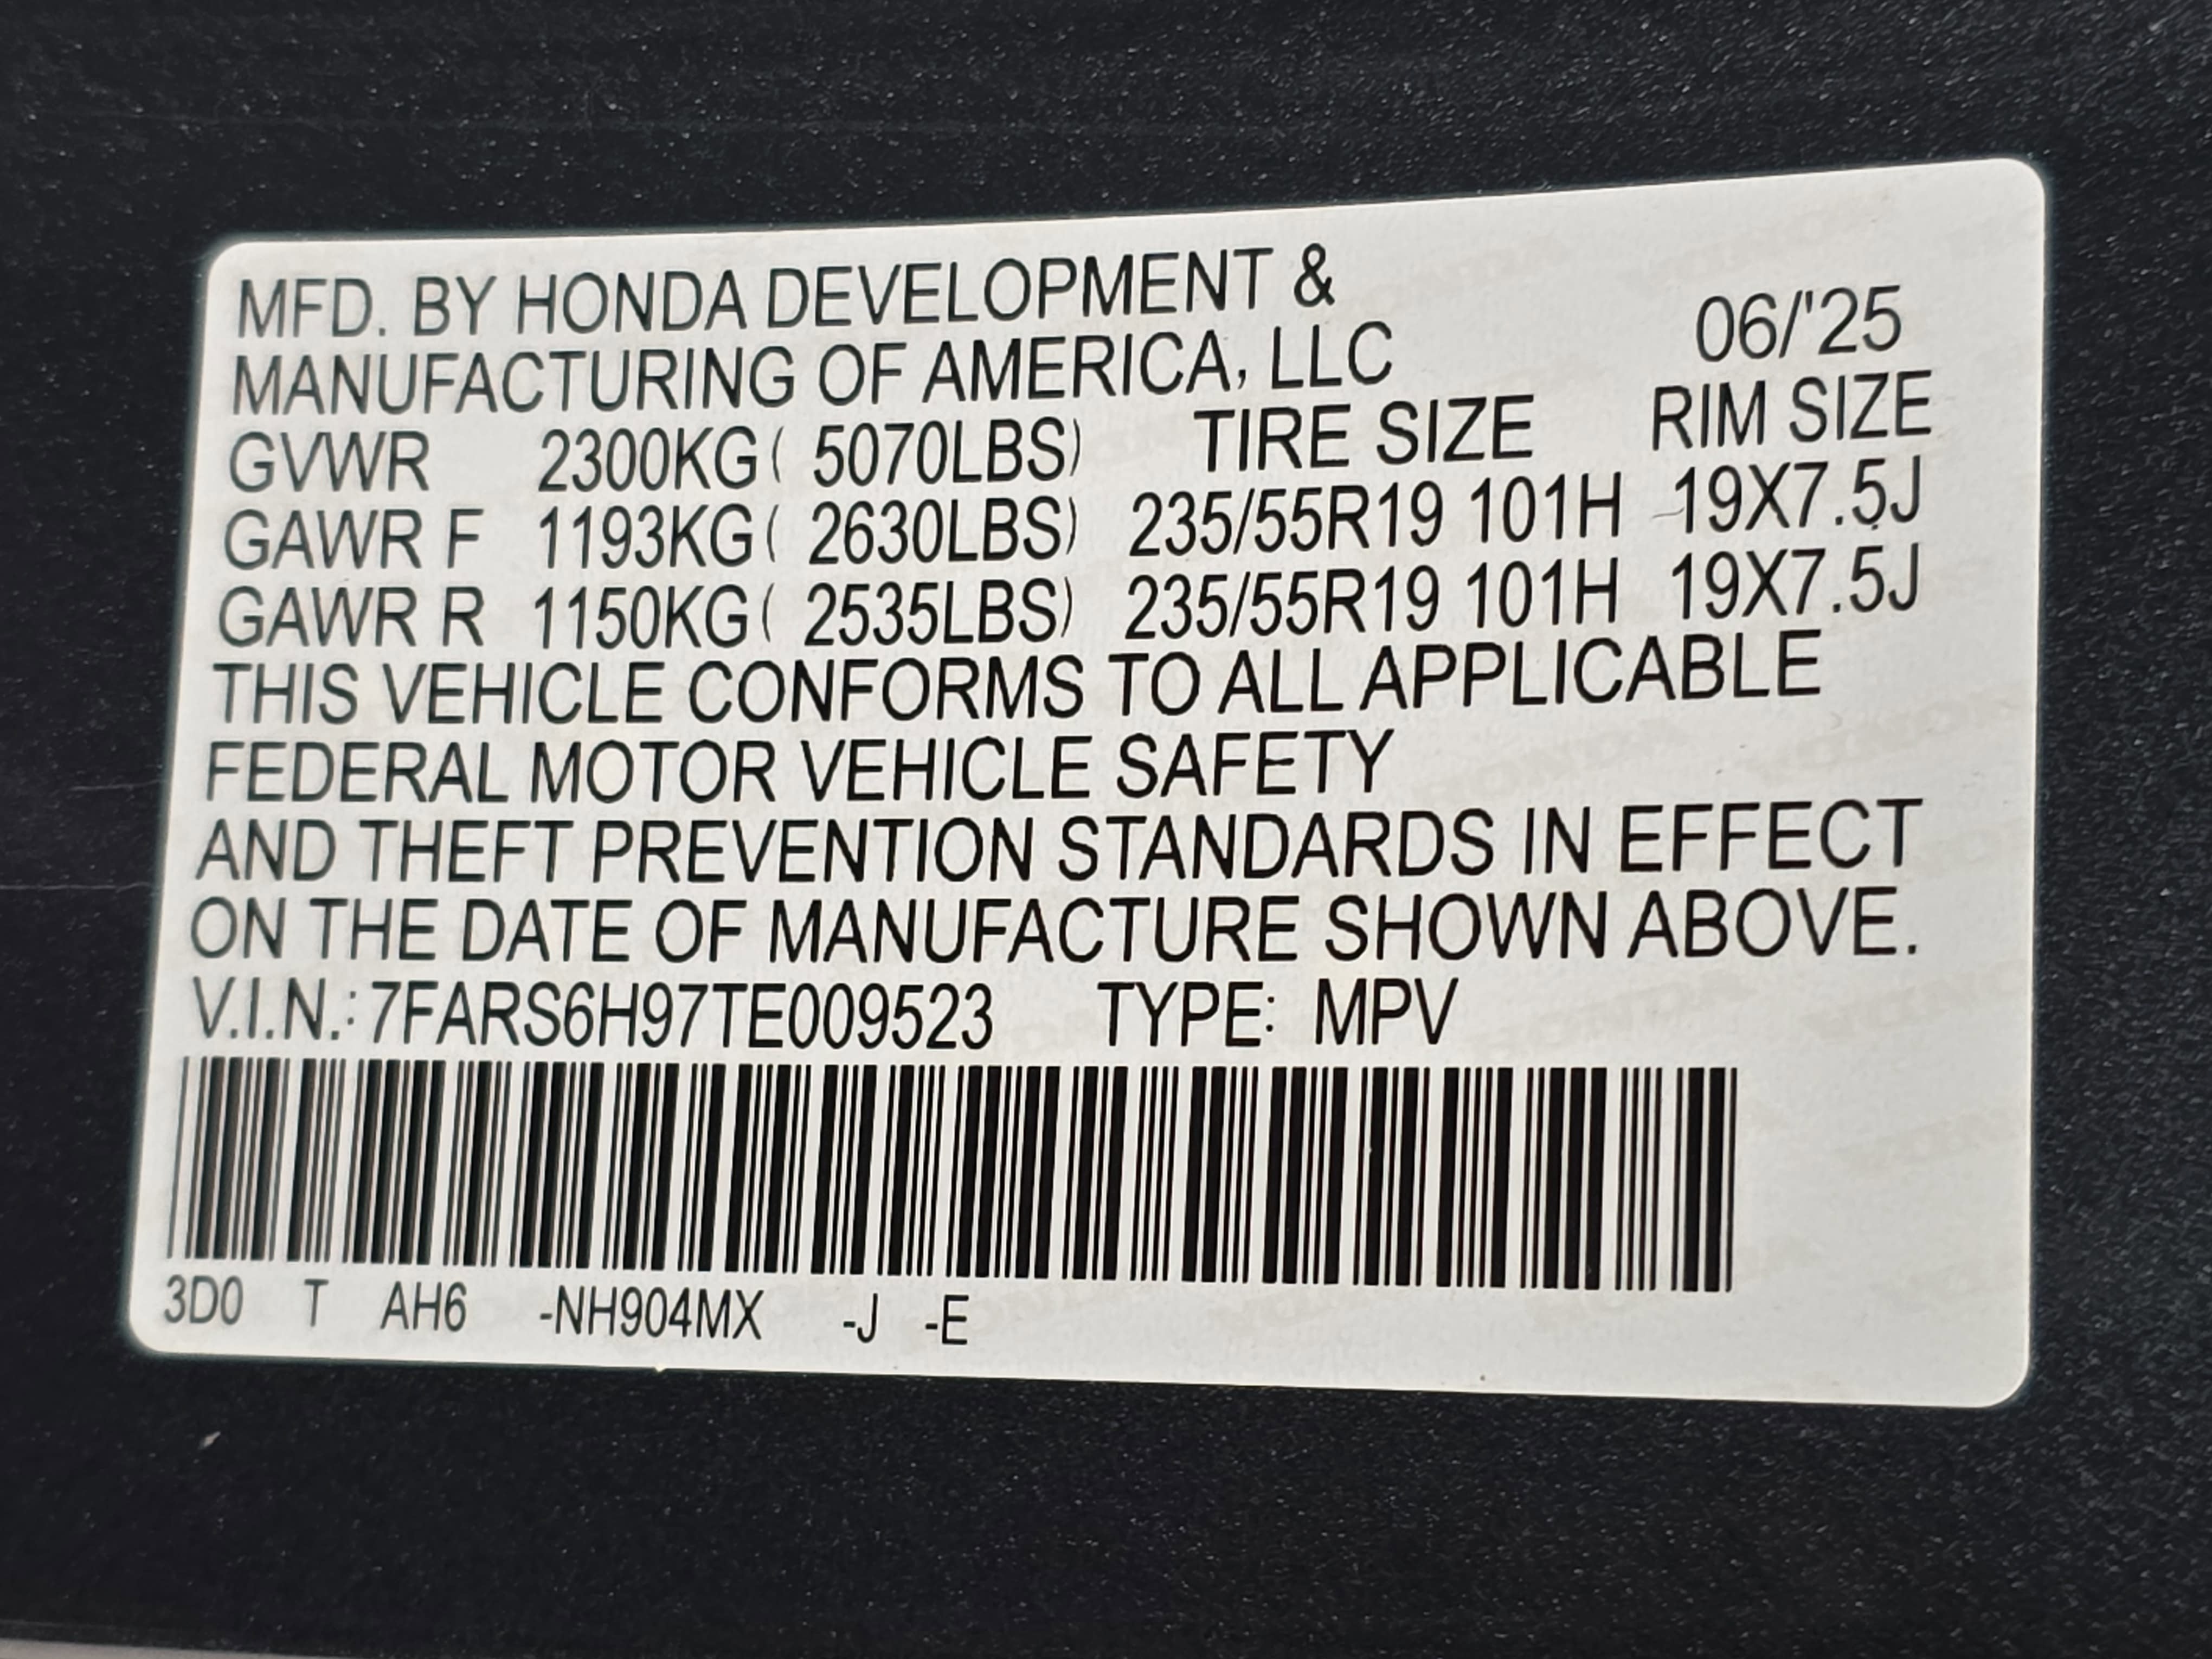 MFD. BY HONDA DEVELOPMENT &
MANUFACTURING OF AMERICA, LLC 06/'25
GVWR 2300KG( 5070LBS) TIRE SIZE RIM SIZE
GAWR F 1193KG( 2630LBS) 235/55R19 101H 19X7.5J
GAWR R 1150KG( 2535LBS) 235/55R19 101H 19X7.5J
THIS VEHICLE CONFORMS TO ALL APPLICABLE
FEDERAL MOTOR VEHICLE SAFETY
AND THEFT PREVENTION STANDARDS IN EFFECT
ON THE DATE OF MANUFACTURE SHOWN ABOVE.
V.I.N.: 7FARS6H97TE009523 TYPE: MPV
3D0 T AH6 -NH904MX -J -E